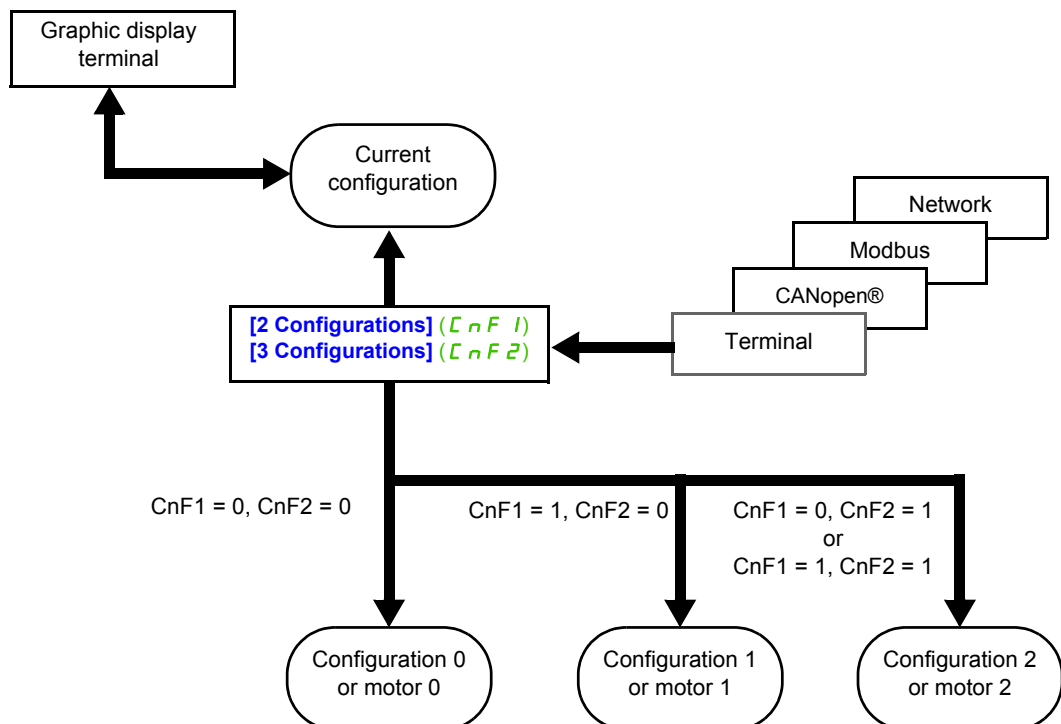 Graphic display
terminal
Current
configuration
Network
Modbus
CANopen®
Terminal
[2 Configurations] (CnF1)
[3 Configurations] (CnF2)
CnF1 = 0, CnF2 = 0
CnF1 = 1, CnF2 = 0
CnF1 = 0, CnF2 = 1
or
CnF1 = 1, CnF2 = 1
Configuration 0
or motor 0
Configuration 1
or motor 1
Configuration 2
or motor 2